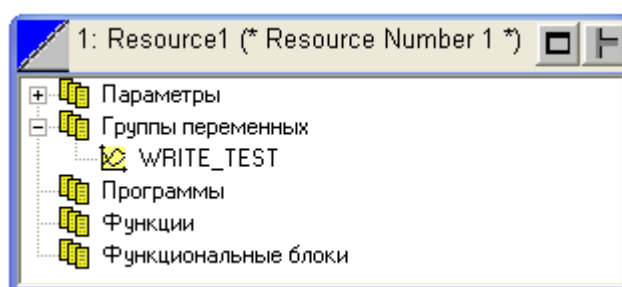 1: Resource1 (* Resource Number 1 *)
Параметры
Группы переменных
WRITE_TEST
Программы
Функции
Функциональные блоки